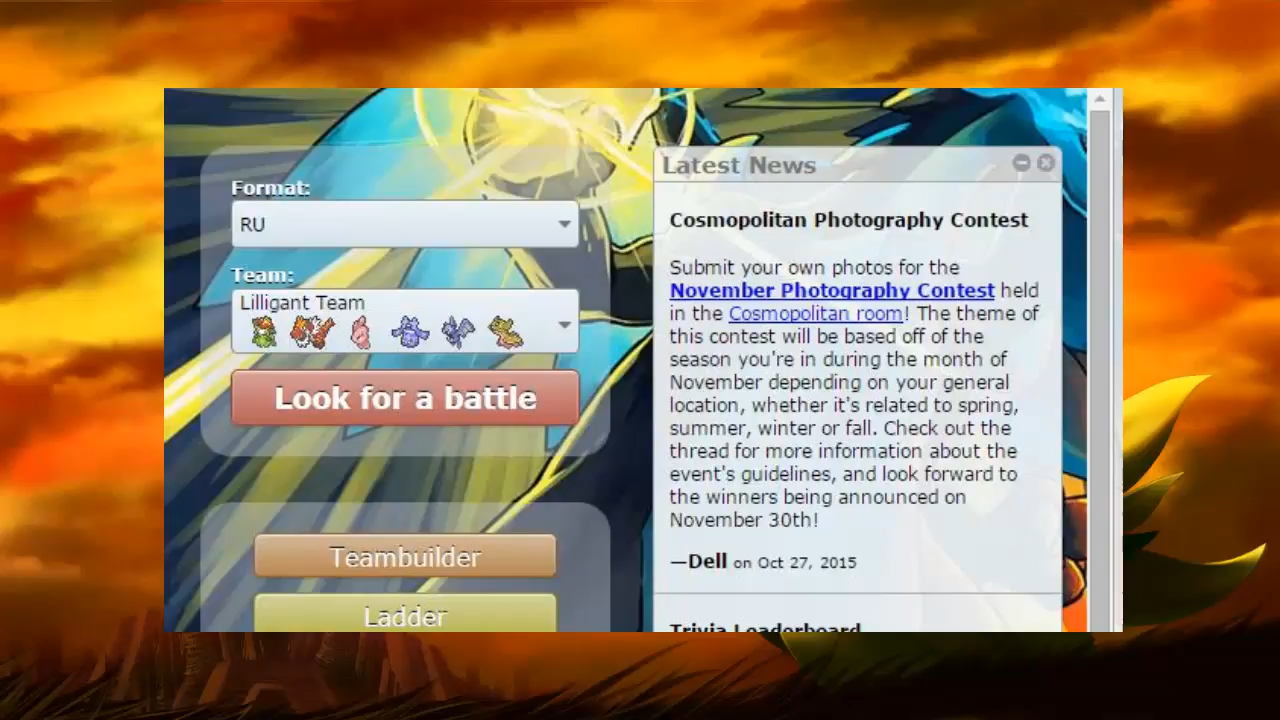 Format:
RU
Team:
Lilligant Team
Look for a battle
Teambuilder
Ladder
Latest News
Cosmopolitan Photography Contest
Submit your own photos for the
November Photography Contest held
in the Cosmopolitan room! The theme of
this contest will be based off of the
season you're in during the month of
November depending on your general
location, whether it's related to spring,
summer, winter or fall. Check out the
thread for more information about the
event's guidelines, and look forward to
the winners being announced on
November 30th!
—Dell on Oct 27, 2015
Trivia Leaderboard